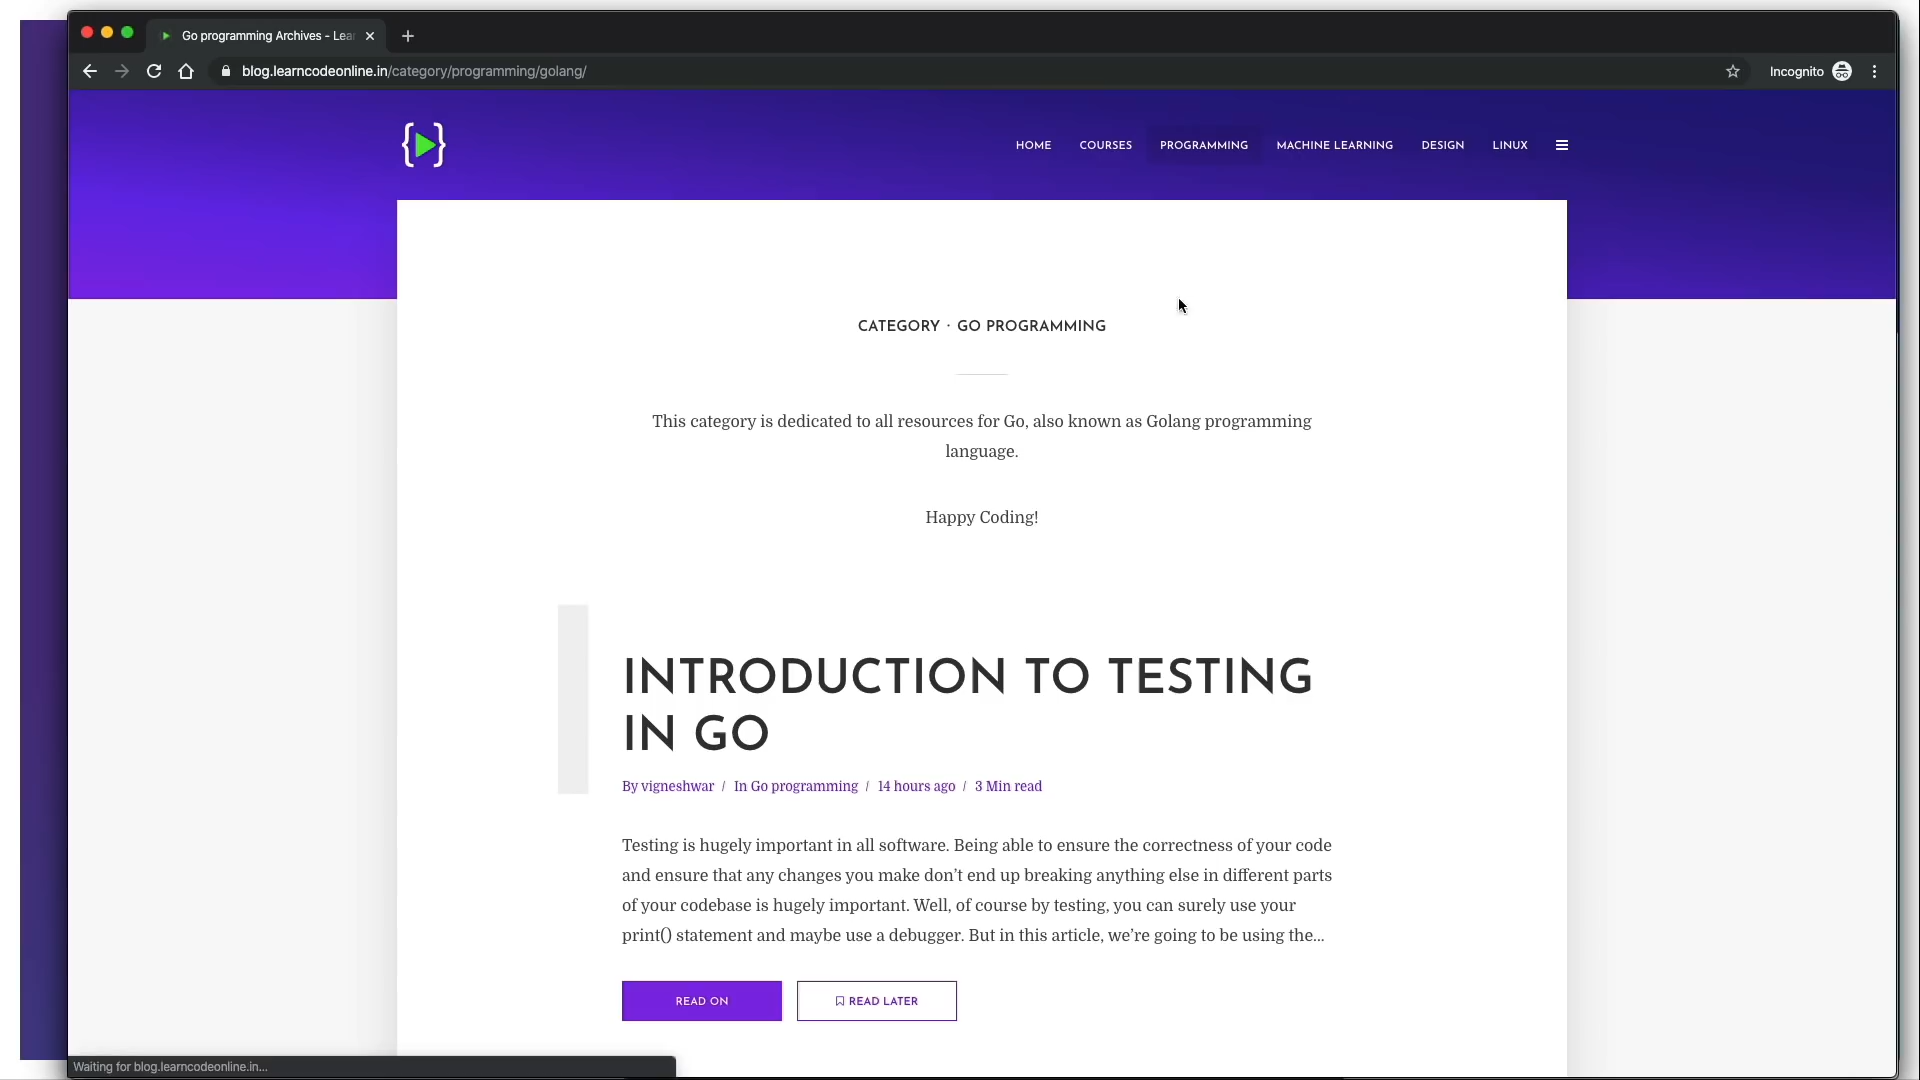 Go programming Archives - Lear
blog.learncodeonline.in/category/programming/golang/
Incognito
HOME COURSES PROGRAMMING MACHINE LEARNING DESIGN LINUX
CATEGORY · GO PROGRAMMING
This category is dedicated to all resources for Go, also known as Golang programming
language.
Happy Coding!
INTRODUCTION TO TESTING
IN GO
By vigneshwar / In Go programming / 14 hours ago / 3 Min read
Testing is hugely important in all software. Being able to ensure the correctness of your code
and ensure that any changes you make don’t end up breaking anything else in different parts
of your codebase is hugely important. Well, of course by testing, you can surely use your
print() statement and maybe use a debugger. But in this article, we’re going to be using the...
READ ON
READ LATER
Waiting for blog.learncodeonline.in...